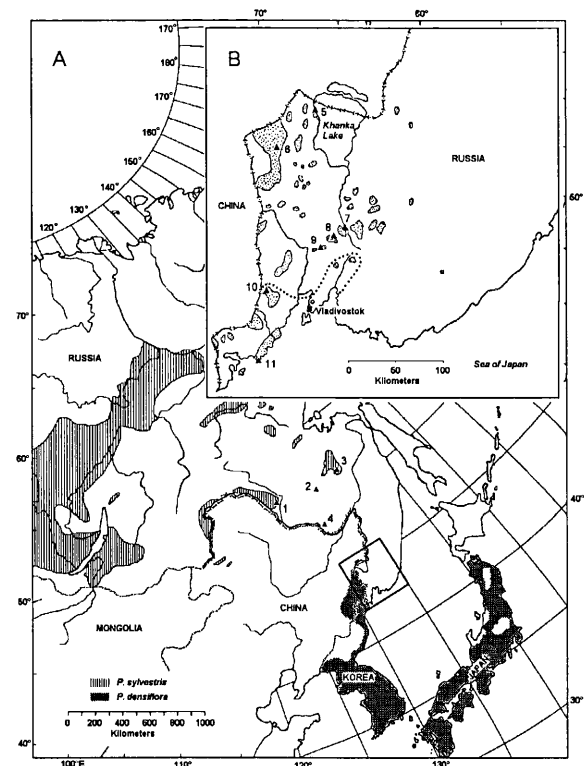 70°
60°
170°
A
B
180°
170°
160°
150°
140°
130°
120°
5
Khanka
Lake
6
RUSSIA
50°
CHINA
7
8
9
10
Vladivostok
11
0 50 100
Kilometers
Sea of Japan
70°
RUSSIA
60°
3
2
1
4
40°
50°
CHINA
MONGOLIA
P. sylvestris
P. densiflora
KOREA
JAPAN
0 200 400 600 800 1000
Kilometers
30°
40°
100°E
110°
120°
130°